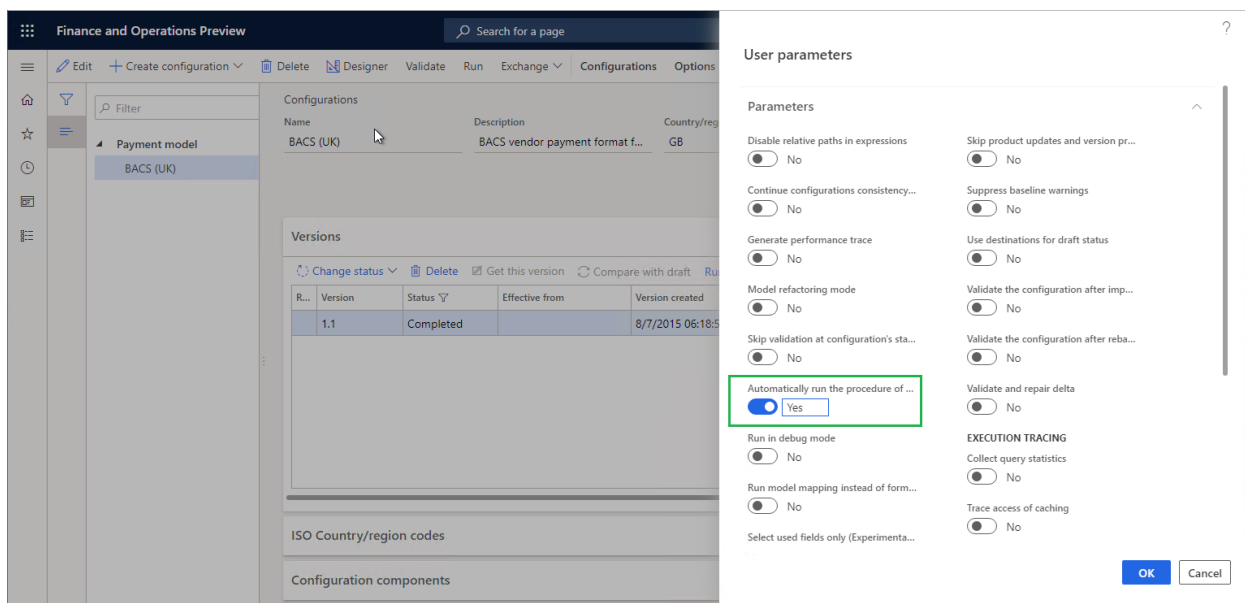 Finance and Operations Preview
Search for a page
Edit
Create configuration
Delete
Designer
Validate
Run
Exchange
Configurations
Options
Filter
Payment model
BACS (UK)
Configurations
Name
Description
Country/reg
BACS (UK)
BACS vendor payment format f...
GB
Versions
Change status
Delete
Get this version
Compare with draft
Ru
R...
Version
Status
Effective from
Version created
1.1
Completed
8/7/2015 06:18:5
ISO Country/region codes
Configuration components
?
User parameters
Parameters
Disable relative paths in expressions
No
Continue configurations consistency...
No
Generate performance trace
No
Model refactoring mode
No
Skip validation at configuration's sta...
No
Automatically run the procedure of ...
Yes
Run in debug mode
No
Run model mapping instead of form...
No
Select used fields only (Experimenta...
Skip product updates and version pr...
No
Suppress baseline warnings
No
Use destinations for draft status
No
Validate the configuration after imp...
No
Validate the configuration after reba...
No
Validate and repair delta
No
EXECUTION TRACING
Collect query statistics
No
Trace access of caching
No
OK
Cancel